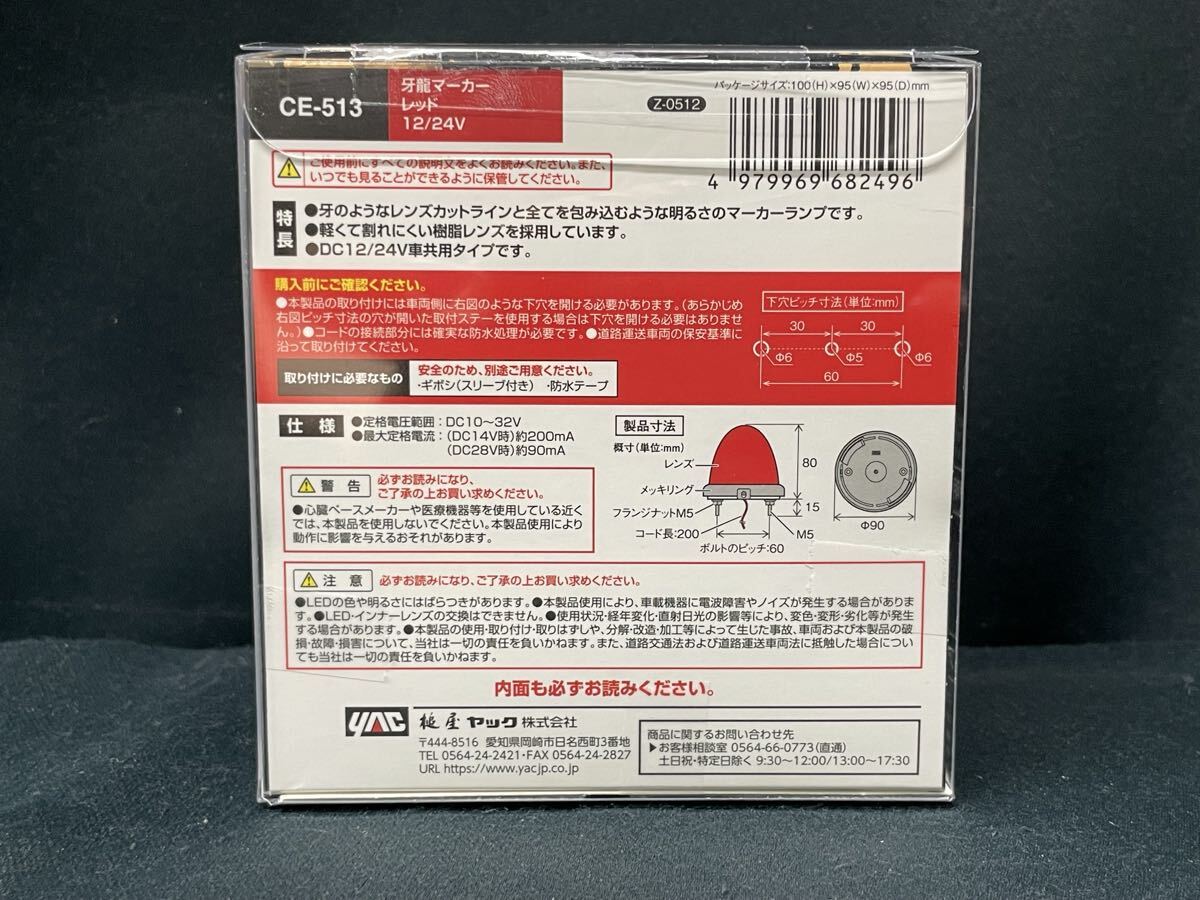 CE-513
牙龍マーカー
レッド
12/24V
Z-0512
パッケージサイズ:100(H)×95(W)×95(D)mm
4 979969 682496
ご使用前にすべての説明文をよくお読みください。また、
いつでも見ることができるように保管してください。
特長
●牙のようなレンズカットラインと全てを包み込むような明るさのマーカーランプです。
●軽くて割れにくい樹脂レンズを採用しています。
●DC12/24V車共用タイプです。
購入前にご確認ください。
●本製品の取り付けには車両側に右図のような下穴を開ける必要があります。(あらかじめ
右図ピッチ寸法の穴が開いた取付ステーを使用する場合は下穴を開ける必要はありませ
ん。)●コードの接続部分には確実な防水処理が必要です。●道路運送車両の保安基準に
沿って取り付けてください。
取り付けに必要なもの
安全のため、別途ご用意ください。
・ギボシ(スリーブ付き) ・防水テープ
下穴ピッチ寸法(単位:mm)
30 30
Φ6 Φ5 Φ6
60
仕様
●定格電圧範囲:DC10〜32V
●最大定格電流:(DC14V時)約200mA
(DC28V時)約90mA
製品寸法
概寸(単位:mm)
レンズ
メッキリング
フランジナットM5
コード長:200
ボルトのピッチ:60
M5
80
15
Φ90
警告
必ずお読みになり、
ご了承の上お買い求めください。
●心臓ペースメーカーや医療機器等を使用している近く
では、本製品を使用しないでください。本製品使用により
動作に影響を与えるおそれがあります。
注意
必ずお読みになり、ご了承の上お買い求めください。
●LEDの色や明るさにはばらつきがあります。●本製品使用により、車載機器に電波障害やノイズが発生する場合がありま
す。●LED・インナーレンズの交換はできません。●使用状況・経年変化・直射日光の影響等により、変色・変形・劣化等が発生
する場合があります。●本製品の使用・取り付け・取りはずしや、分解・改造・加工等によって生じた事故、車両および本製品の破
損・故障・損害について、当社は一切の責任を負いかねます。また、道路交通法および道路運送車両法に抵触した場合につい
ても当社は一切の責任を負いかねます。
内面も必ずお読みください。
YAC 槌屋ヤック株式会社
〒444-8516 愛知県岡崎市日名西町3番地
TEL 0564-24-2421・FAX 0564-24-2827
URL https://www.yacjp.co.jp
商品に関するお問い合わせ先
▶お客様相談室 0564-66-0773(直通)
土日祝・特定日除く 9:30〜12:00/13:00〜17:30